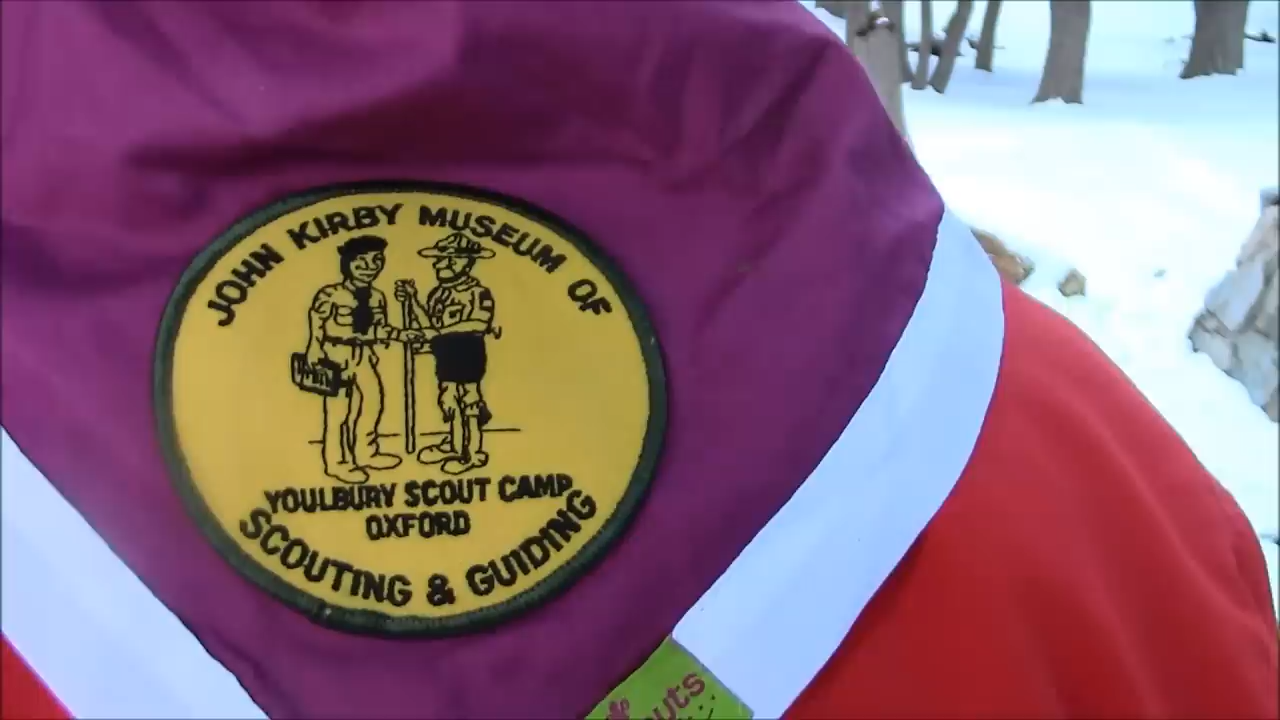 JOHN KIRBY MUSEUM OF
YOULBURY SCOUT CAMP
OXFORD
SCOUTING & GUIDING